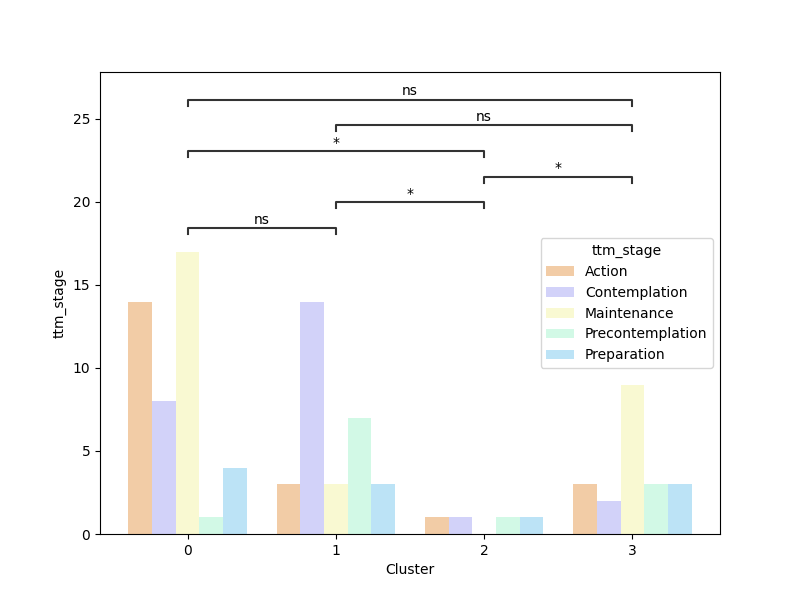 ns
ns
*
*
*
ns
25
20
15
10
5
0
ttm_stage
ttm_stage
Action
Contemplation
Maintenance
Precontemplation
Preparation
0 1 2 3
Cluster